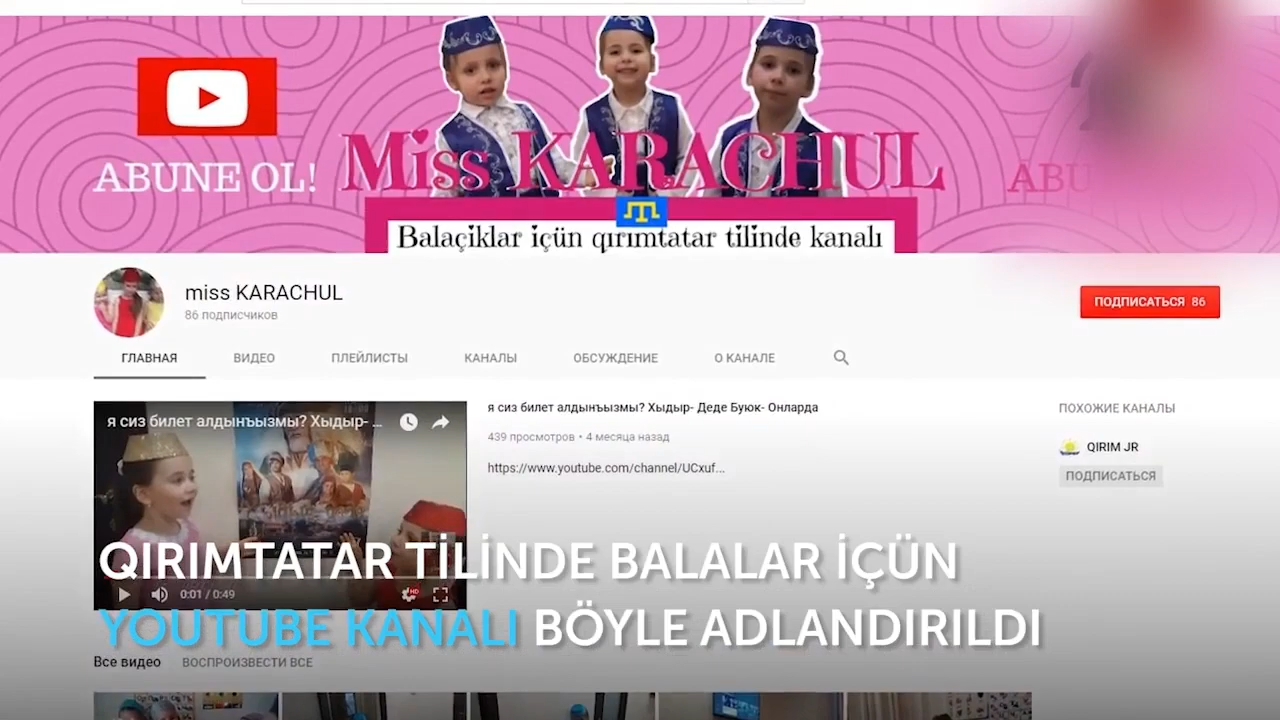 ABUNE OL!
Miss KARACHUL
ABU
Balaçiklar içün qırımtatar tilinde kanalı
miss KARACHUL
86 подписчиков
ПОДПИСАТЬСЯ 86
ГЛАВНАЯ
ВИДЕО
ПЛЕЙЛИСТЫ
КАНАЛЫ
ОБСУЖДЕНИЕ
О КАНАЛЕ
я сиз билет алдынъызмы? Хыдыр- ...
я сиз билет алдынъызмы? Хыдыр- Деде Буюк- Онларда
439 просмотров • 4 месяца назад
https://www.youtube.com/channel/UCxuf...
ПОХОЖИЕ КАНАЛЫ
QIRIM JR
ПОДПИСАТЬСЯ
0:01 / 0:49
HD
QIRIMTATAR TİLİNDE BALALAR İÇÜN
YOUTUBE KANALI BÖYLE ADLANDIRILDI
Все видео
ВОСПРОИЗВЕСТИ ВСЕ